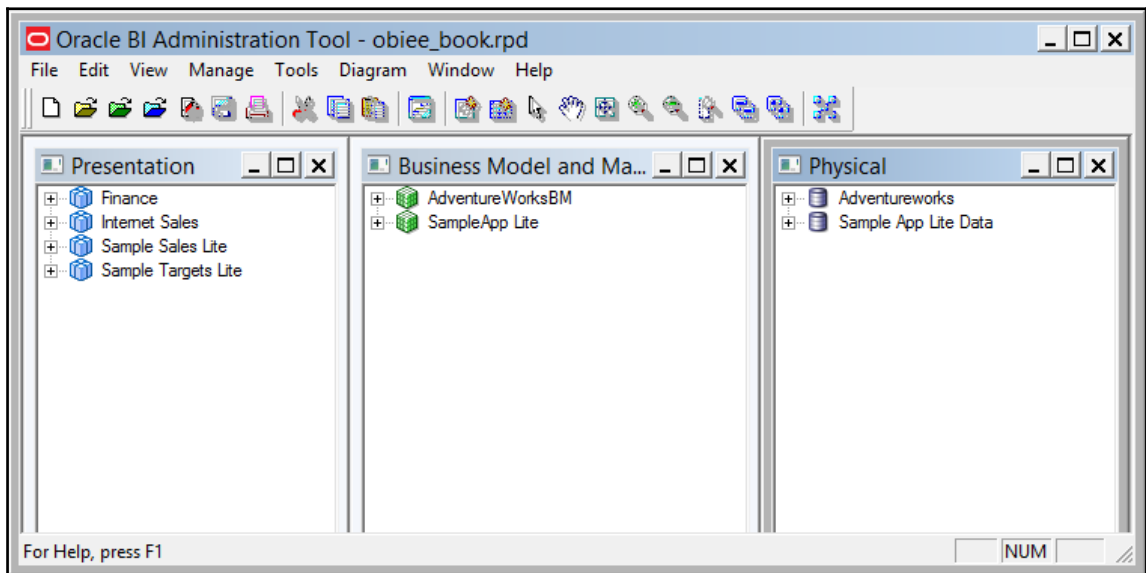 Oracle BI Administration Tool - obiee_book.rpd
File Edit View Manage Tools Diagram Window Help
Presentation
Finance
Internet Sales
Sample Sales Lite
Sample Targets Lite
Business Model and Ma...
AdventureWorksBM
SampleApp Lite
Physical
Adventureworks
Sample App Lite Data
For Help, press F1
NUM